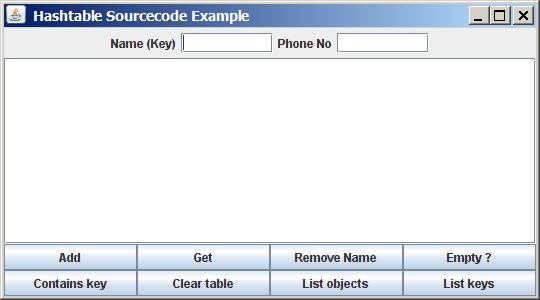 Hashtable Sourcecode Example
Name (Key) Phone No
Add Get Remove Name Empty ?
Contains key Clear table List objects List keys